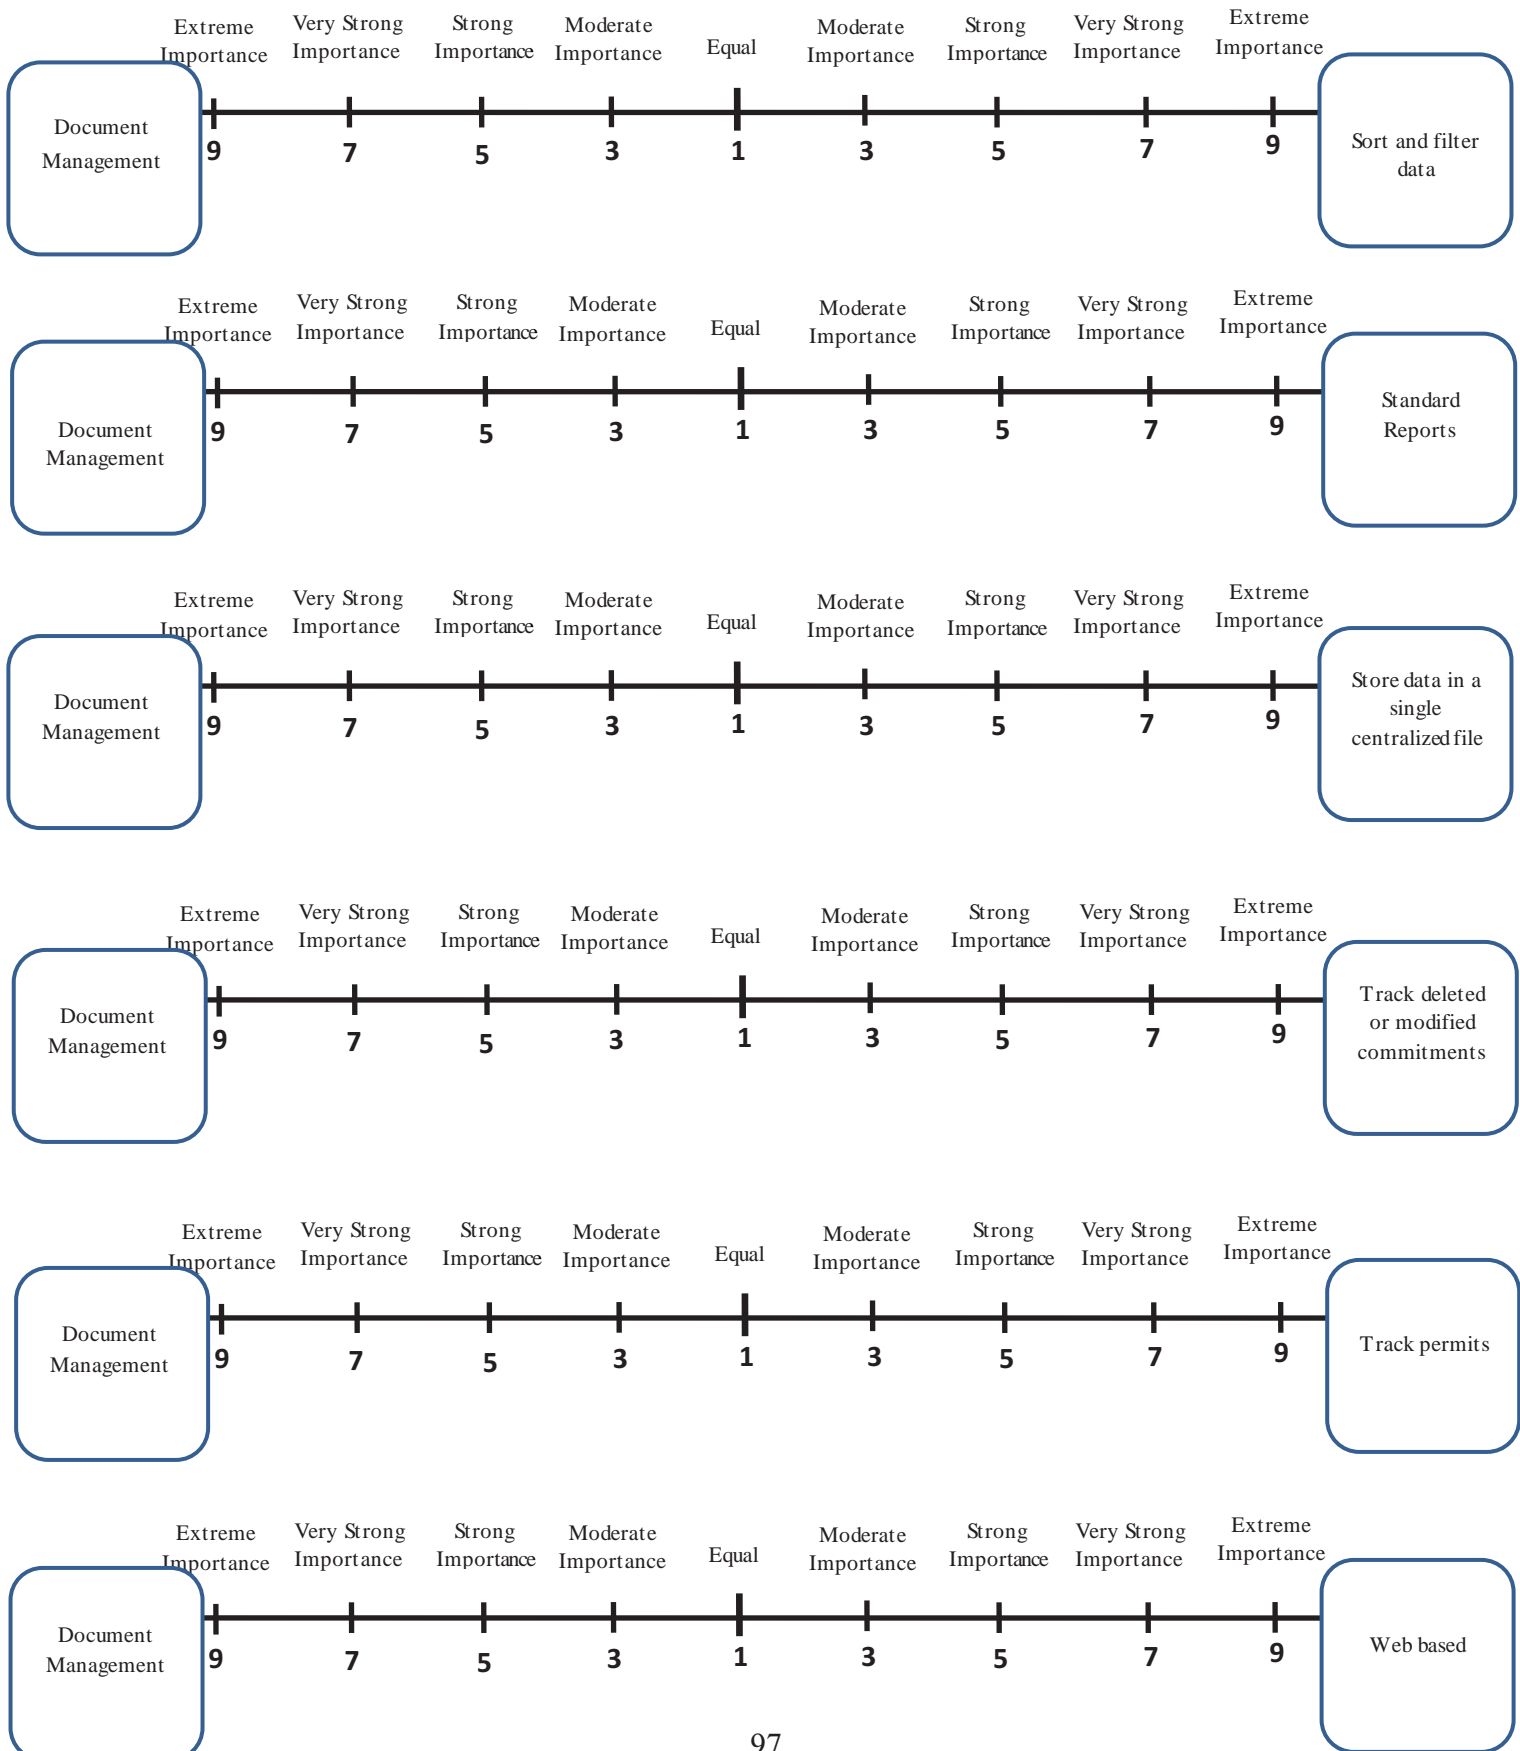 Extreme Importance
Very Strong Importance
Strong Importance
Moderate Importance
Equal
Moderate Importance
Strong Importance
Very Strong Importance
Extreme Importance
Document
Management
9 7 5 3 1 3 5 7 9
Sort and filter
data
Extreme Importance
Very Strong Importance
Strong Importance
Moderate Importance
Equal
Moderate Importance
Strong Importance
Very Strong Importance
Extreme Importance
Document
Management
9 7 5 3 1 3 5 7 9
Standard
Reports
Extreme Importance
Very Strong Importance
Strong Importance
Moderate Importance
Equal
Moderate Importance
Strong Importance
Very Strong Importance
Extreme Importance
Document
Management
9 7 5 3 1 3 5 7 9
Store data in a
single
centralized file
Extreme Importance
Very Strong Importance
Strong Importance
Moderate Importance
Equal
Moderate Importance
Strong Importance
Very Strong Importance
Extreme Importance
Document
Management
9 7 5 3 1 3 5 7 9
Track deleted
or modified
commitments
Extreme Importance
Very Strong Importance
Strong Importance
Moderate Importance
Equal
Moderate Importance
Strong Importance
Very Strong Importance
Extreme Importance
Document
Management
9 7 5 3 1 3 5 7 9
Track permits
Extreme Importance
Very Strong Importance
Strong Importance
Moderate Importance
Equal
Moderate Importance
Strong Importance
Very Strong Importance
Extreme Importance
Document
Management
9 7 5 3 1 3 5 7 9
Web based
97